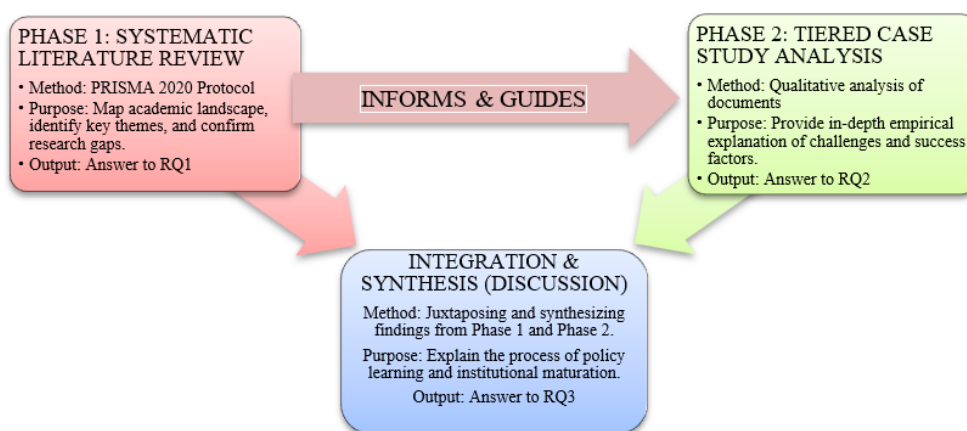 PHASE 1: SYSTEMATIC
LITERATURE REVIEW
• Method: PRISMA 2020 Protocol
• Purpose: Map academic landscape,
identify key themes, and confirm
research gaps.
• Output: Answer to RQ1
INFORMS & GUIDES
PHASE 2: TIERED CASE
STUDY ANALYSIS
• Method: Qualitative analysis of
documents
• Purpose: Provide in-depth empirical
explanation of challenges and success
factors.
• Output: Answer to RQ2
INTEGRATION &
SYNTHESIS (DISCUSSION)
Method: Juxtaposing and synthesizing
findings from Phase 1 and Phase 2.
Purpose: Explain the process of policy
learning and institutional maturation.
Output: Answer to RQ3